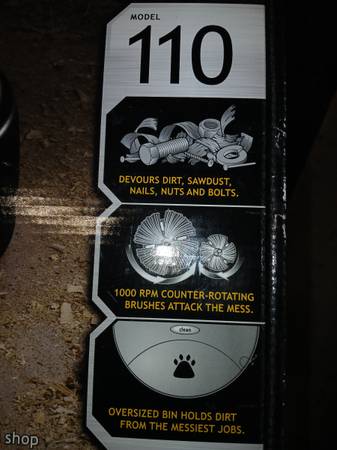 MODEL
110
DEVOURS DIRT, SAWDUST,
NAILS, NUTS AND BOLTS.
1000 RPM COUNTER-ROTATING
BRUSHES ATTACK THE MESS.
clean
OVERSIZED BIN HOLDS DIRT
FROM THE MESSIEST JOBS.
shop